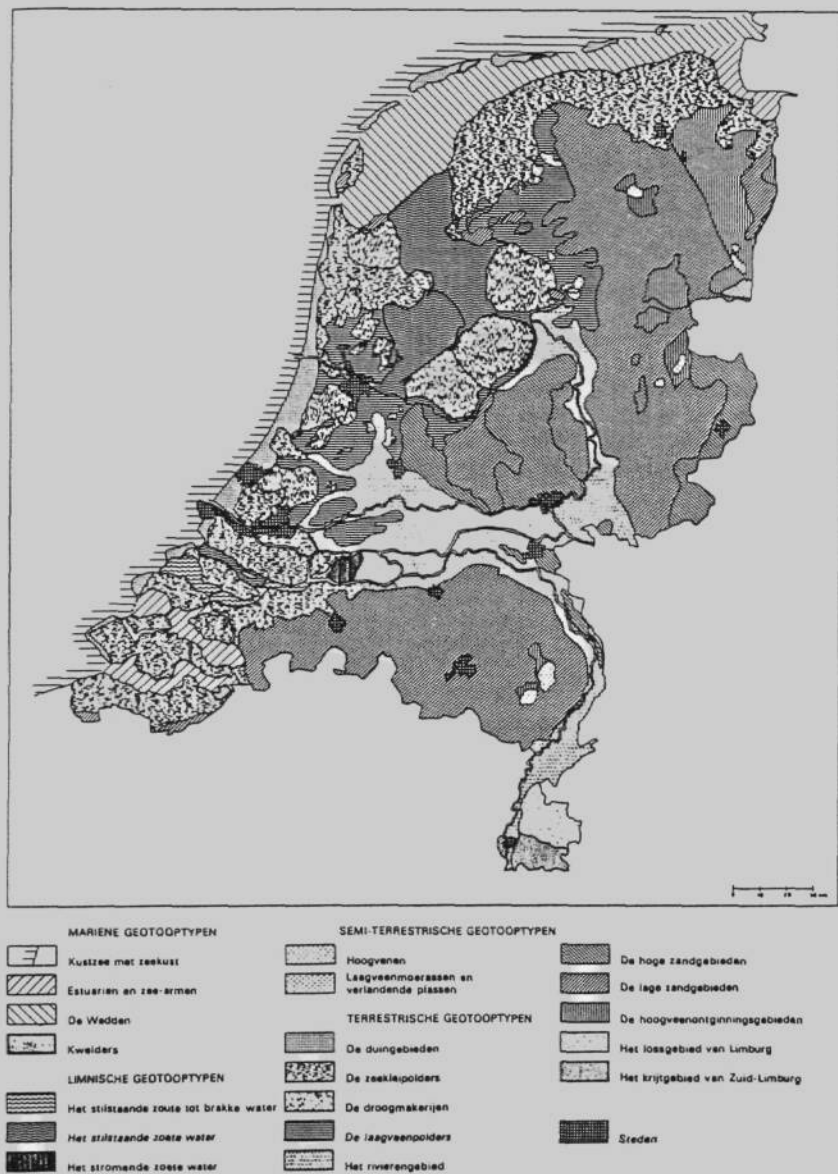 MARIENE GEOTOOPTYPEN
Kustzee met zeekust
Estuariën en zee-armen
De Wadden
Kwelders
LIMNISCHE GEOTOOPTYPEN
Het stilstaande zoute tot brakke water
Het stilstaande zoete water
Het stromende zoete water
SEMI-TERRESTRISCHE GEOTOOPTYPEN
Hoogvenen
Laagveenmoerassen en
verlandende plassen
TERRESTRISCHE GEOTOOPTYPEN
De duingebieden
De zeekleipolders
De droogmakerijen
De laagveenpolders
Het rivierengebied
De hoge zandgebieden
De lage zandgebieden
De hoogveenontginningsgebieden
Het lössgebied van Limburg
Het krijtgebied van Zuid-Limburg
Steden